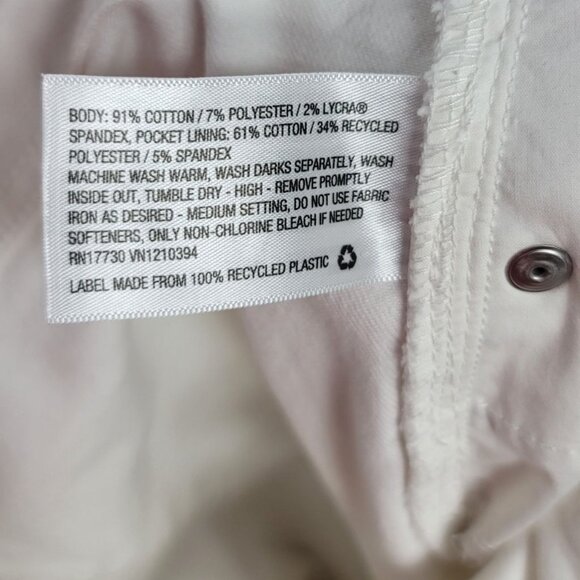 BODY: 91% COTTON / 7% POLYESTER / 2% LYCRA®
SPANDEX, POCKET LINING: 61% COTTON / 34% RECYCLED
POLYESTER / 5% SPANDEX
MACHINE WASH WARM, WASH DARKS SEPARATELY, WASH
INSIDE OUT, TUMBLE DRY - HIGH - REMOVE PROMPTLY
IRON AS DESIRED - MEDIUM SETTING, DO NOT USE FABRIC
SOFTENERS, ONLY NON-CHLORINE BLEACH IF NEEDED
RN17730 VN1210394
LABEL MADE FROM 100% RECYCLED PLASTIC